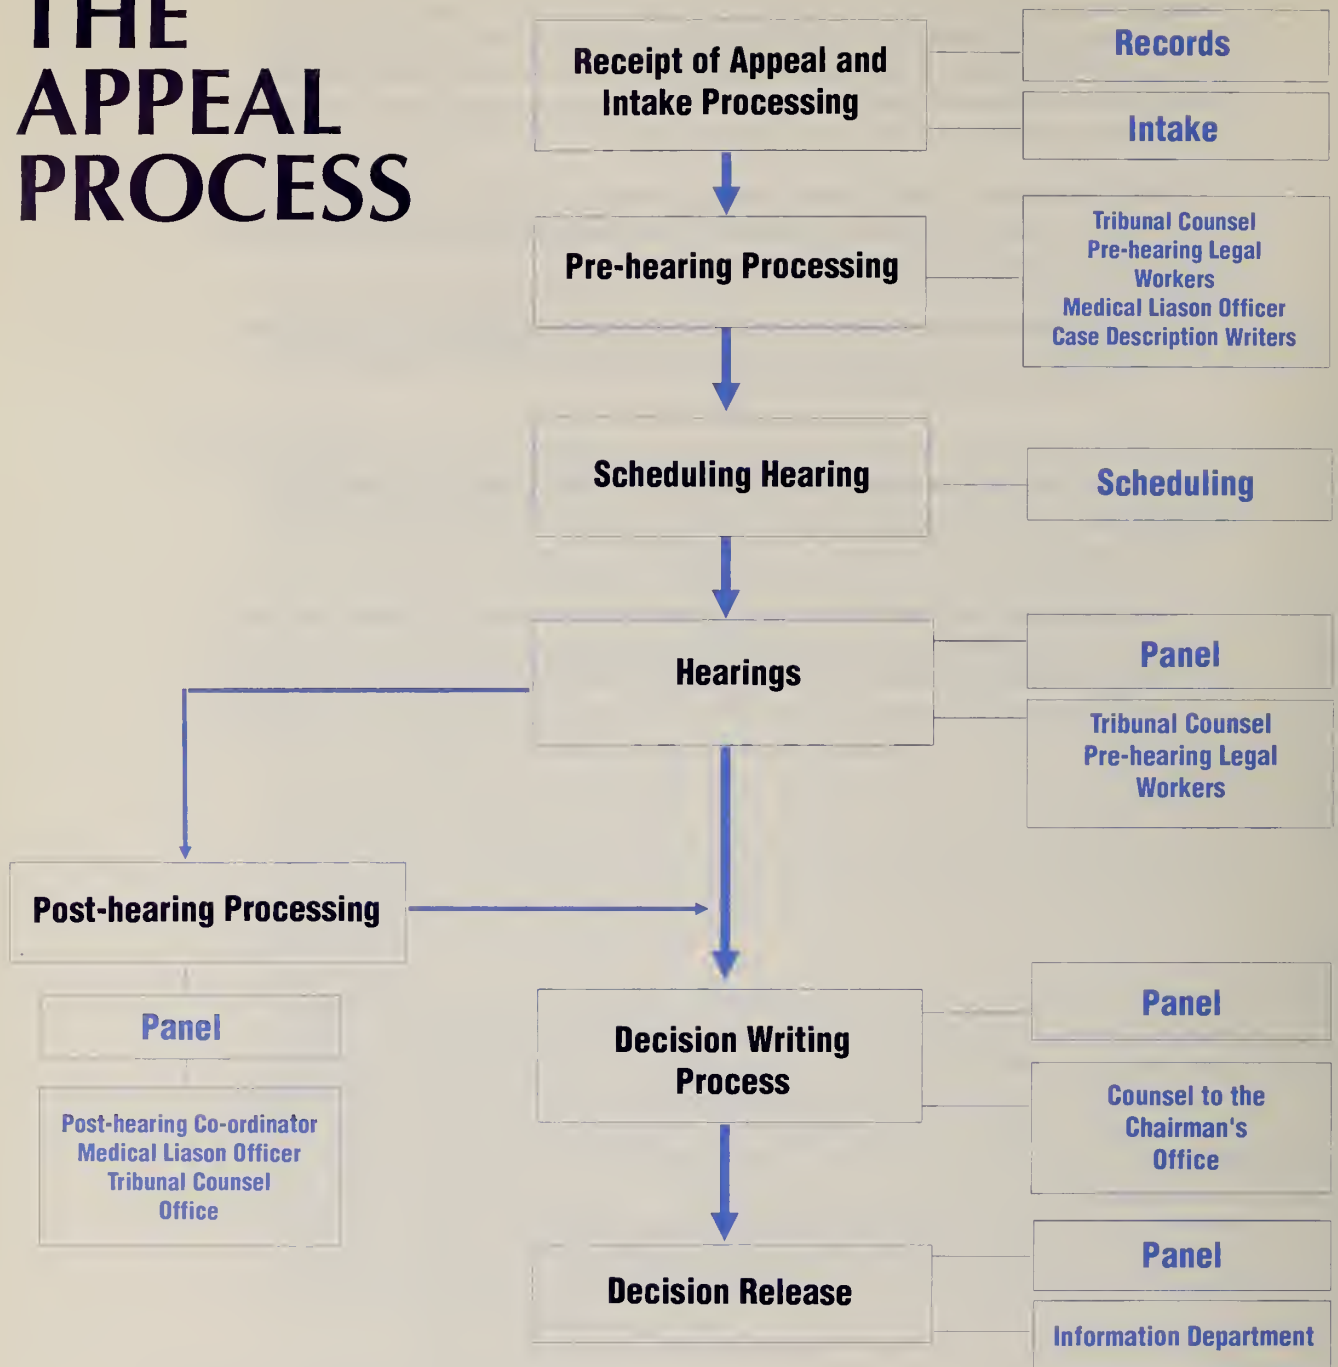 THE
APPEAL
PROCESS
Receipt of Appeal and
Intake Processing
Records
Intake
Pre-hearing Processing
Tribunal Counsel
Pre-hearing Legal
Workers
Medical Liason Officer
Case Description Writers
Scheduling Hearing
Scheduling
Hearings
Panel
Tribunal Counsel
Pre-hearing Legal
Workers
Post-hearing Processing
Panel
Post-hearing Co-ordinator
Medical Liason Officer
Tribunal Counsel
Office
Decision Writing
Process
Panel
Counsel to the
Chairman's
Office
Decision Release
Panel
Information Department